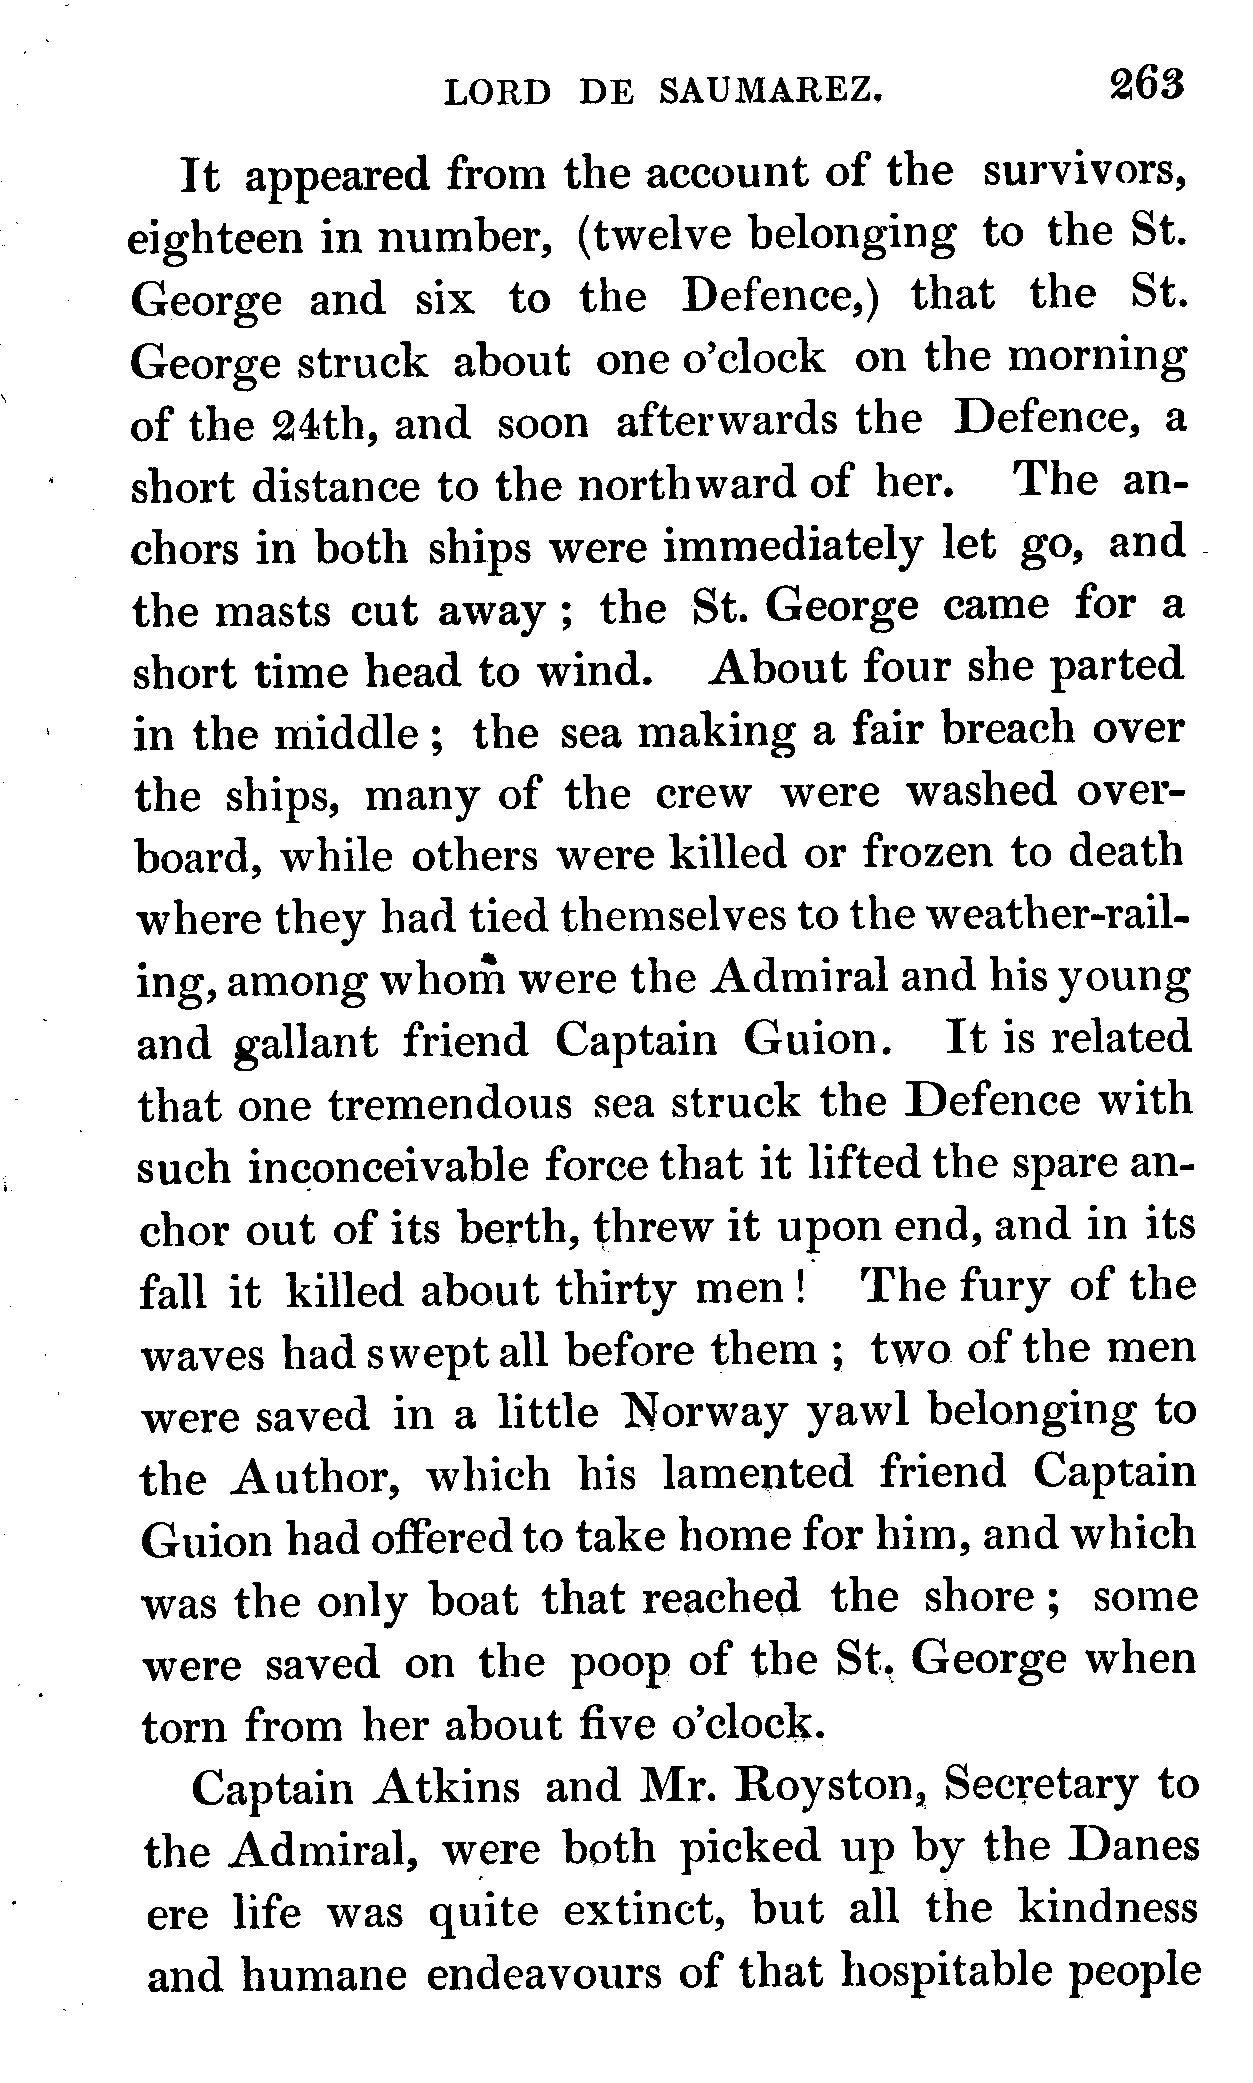 LORD DE SAUMAREZ. 263
It appeared from the account of the survivors,
eighteen in number, (twelve belonging to the St.
George and six to the Defence,) that the St.
George struck about one o'clock on the morning
of the 24th, and soon afterwards the Defence, a
short distance to the northward of her. The an-
chors in both ships were immediately let go, and
the masts cut away ; the St. George came for a
short time head to wind. About four she parted
in the middle ; the sea making a fair breach over
the ships, many of the crew were washed over-
board, while others were killed or frozen to death
where they had tied themselves to the weather-rail-
ing, among whom were the Admiral and his young
and gallant friend Captain Guion. It is related
that one tremendous sea struck the Defence with
such inconceivable force that it lifted the spare an-
chor out of its berth, threw it upon end, and in its
fall it killed about thirty men ! The fury of the
waves had swept all before them ; two of the men
were saved in a little Norway yawl belonging to
the Author, which his lamented friend Captain
Guion had offered to take home for him, and which
was the only boat that reached the shore ; some
were saved on the poop of the St. George when
torn from her about five o'clock.
Captain Atkins and Mr. Royston, Secretary to
the Admiral, were both picked up by the Danes
ere life was quite extinct, but all the kindness
and humane endeavours of that hospitable people